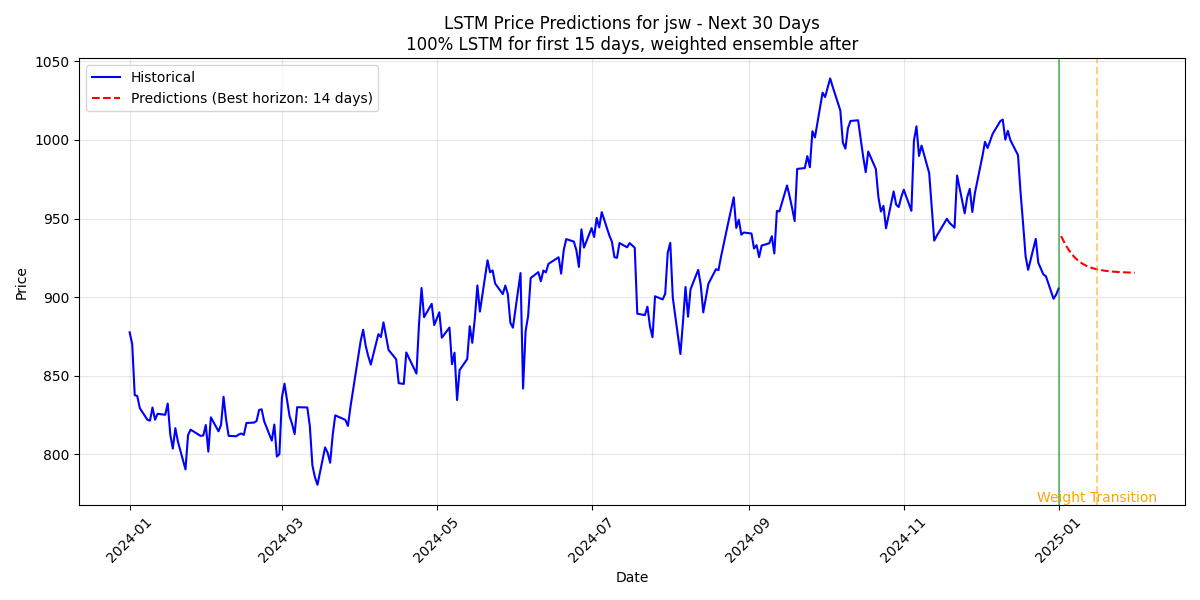 LSTM Price Predictions for jsw - Next 30 Days
100% LSTM for first 15 days, weighted ensemble after
Historical
Predictions (Best horizon: 14 days)
Price
1050
1000
950
900
850
800
Weight Transition
2024-01
2024-03
2024-05
2024-07
2024-09
2024-11
2025-01
Date